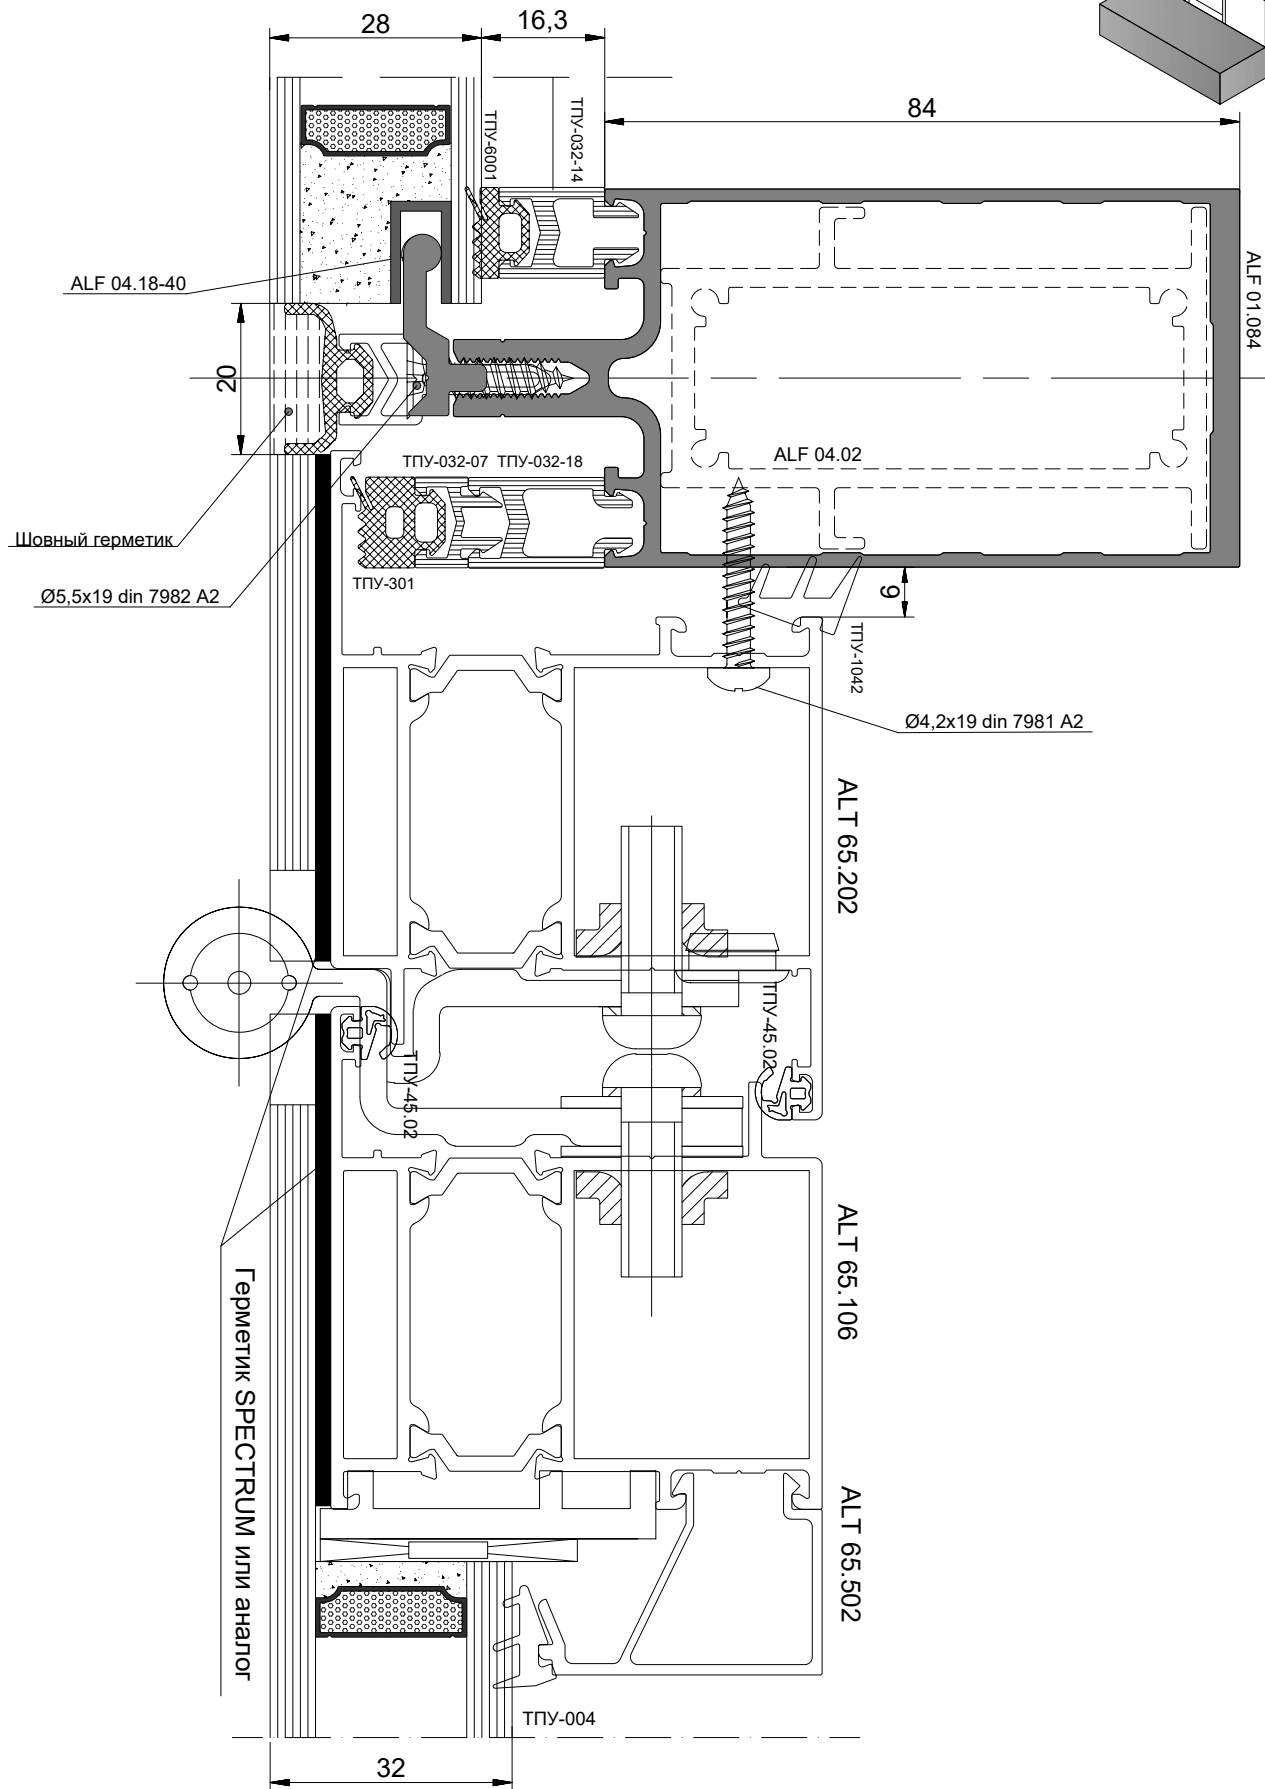 28
16,3
84
ТПУ-6001
ТПУ-032-14
ALF 01.084
ALF 04.18-40
20
ALF 04.02
ТПУ-032-07
ТПУ-032-18
Шовный герметик
ТПУ-301
Ø5,5x19 din 7982 A2
6
ТПУ-1042
Ø4,2x19 din 7981 A2
ALT 65.202
ТПУ-45.02
ТПУ-45.02
ALT 65.106
Герметик SPECTRUM или аналог
ALT 65.502
ТПУ-004
32